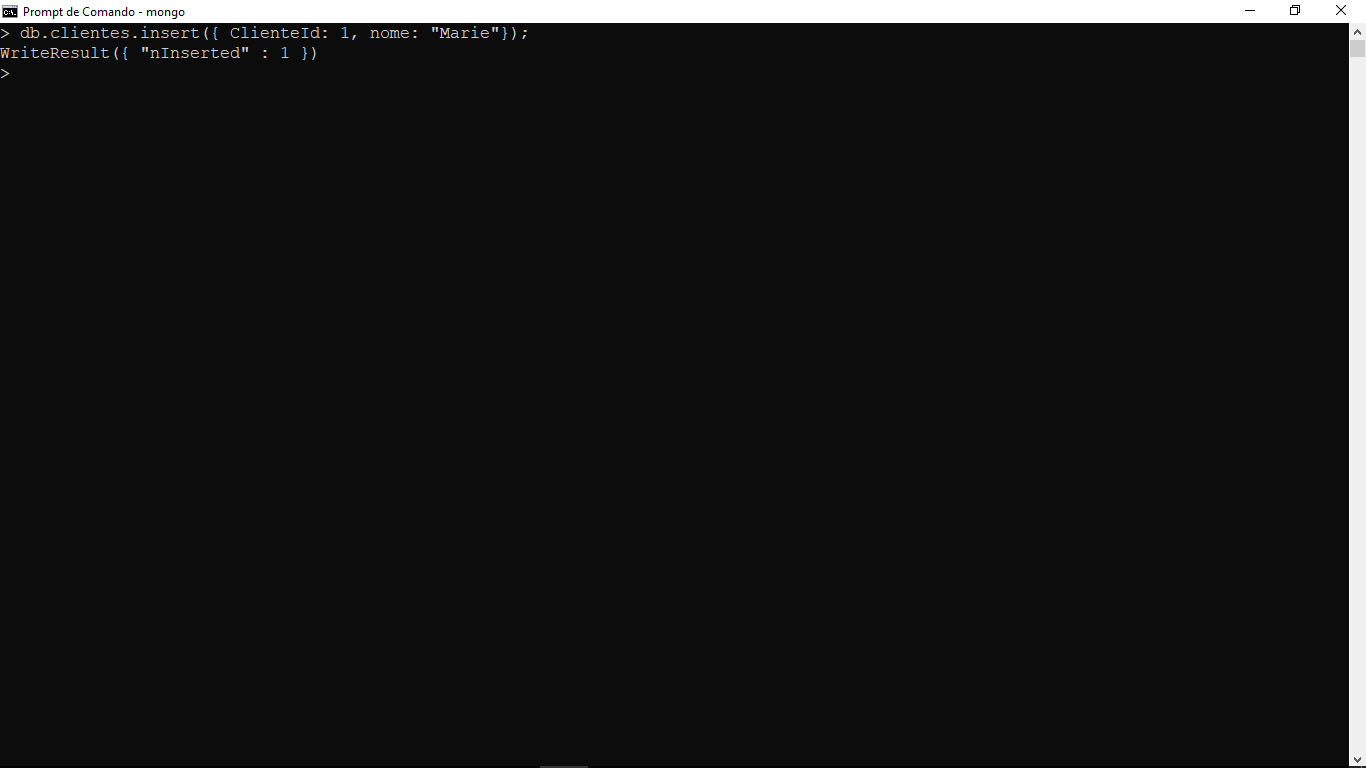 Prompt de Comando - mongo
> db.clientes.insert({ ClienteId: 1, nome: "Marie"});
WriteResult({ "nInserted" : 1 })
>